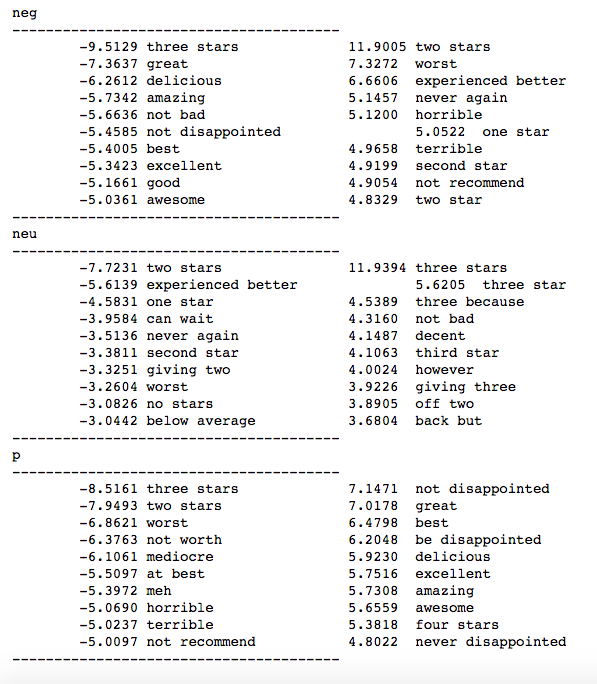 neg
---------------------------------------
-9.5129 three stars 11.9005 two stars
-7.3637 great 7.3272 worst
-6.2612 delicious 6.6606 experienced better
-5.7342 amazing 5.1457 never again
-5.6636 not bad 5.1200 horrible
-5.4585 not disappointed 5.0522 one star
-5.4005 best 4.9658 terrible
-5.3423 excellent 4.9199 second star
-5.1661 good 4.9054 not recommend
-5.0361 awesome 4.8329 two star
---------------------------------------
neu
---------------------------------------
-7.7231 two stars 11.9394 three stars
-5.6139 experienced better 5.6205 three star
-4.5831 one star 4.5389 three because
-3.9584 can wait 4.3160 not bad
-3.5136 never again 4.1487 decent
-3.3811 second star 4.1063 third star
-3.3251 giving two 4.0024 however
-3.2604 worst 3.9226 giving three
-3.0826 no stars 3.8905 off two
-3.0442 below average 3.6804 back but
---------------------------------------
p
---------------------------------------
-8.5161 three stars 7.1471 not disappointed
-7.9493 two stars 7.0178 great
-6.8621 worst 6.4798 best
-6.3763 not worth 6.2048 be disappointed
-6.1061 mediocre 5.9230 delicious
-5.5097 at best 5.7516 excellent
-5.3972 meh 5.7308 amazing
-5.0690 horrible 5.6559 awesome
-5.0237 terrible 5.3818 four stars
-5.0097 not recommend 4.8022 never disappointed
---------------------------------------